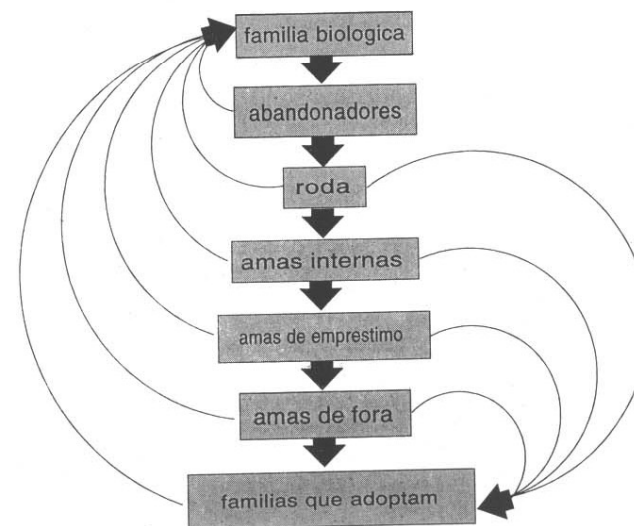 familia biologica
abandonadores
roda
amas internas
amas de emprestimo
amas de fora
familias que adoptam